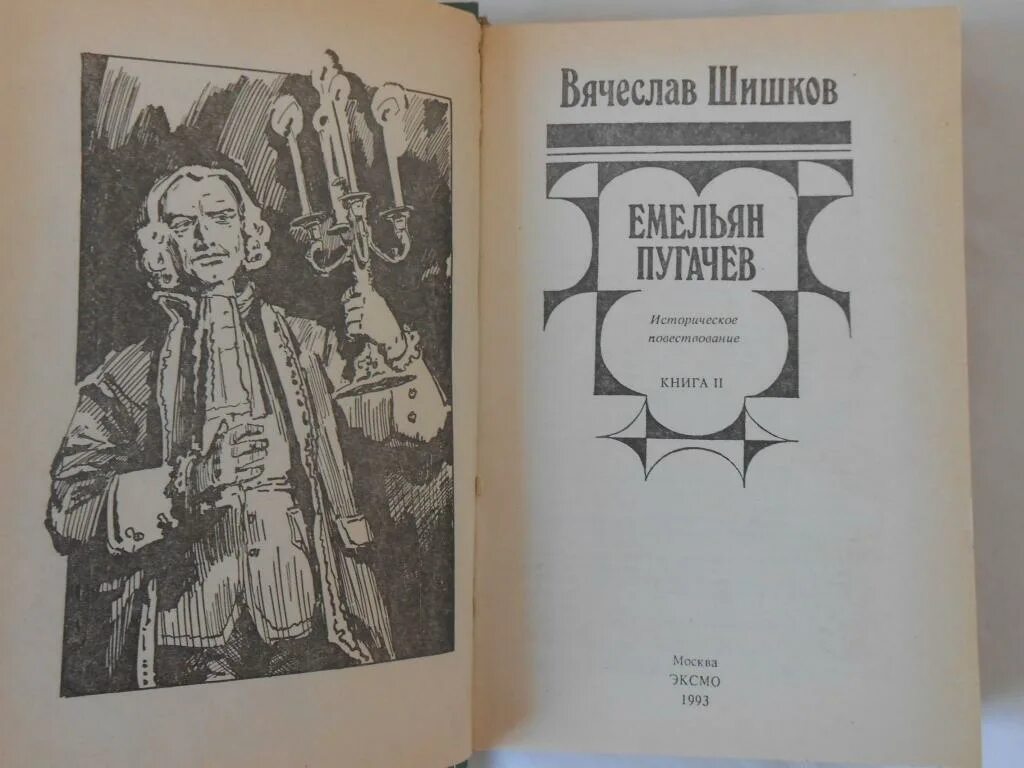 Вячеслав Шишков
ЕМЕЛЬЯН
ПУГАЧЕВ
Историческое
повествование
КНИГА II
Москва
ЭКСМО
1993